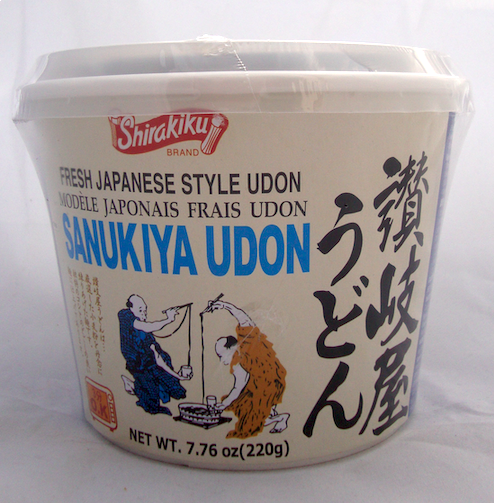 Shirakiku
BRAND
FRESH JAPANESE STYLE UDON
MODÈLE JAPONAIS FRAIS UDON
SANUKIYA UDON
讃岐屋
うどん
NET WT. 7.76 oz(220g)